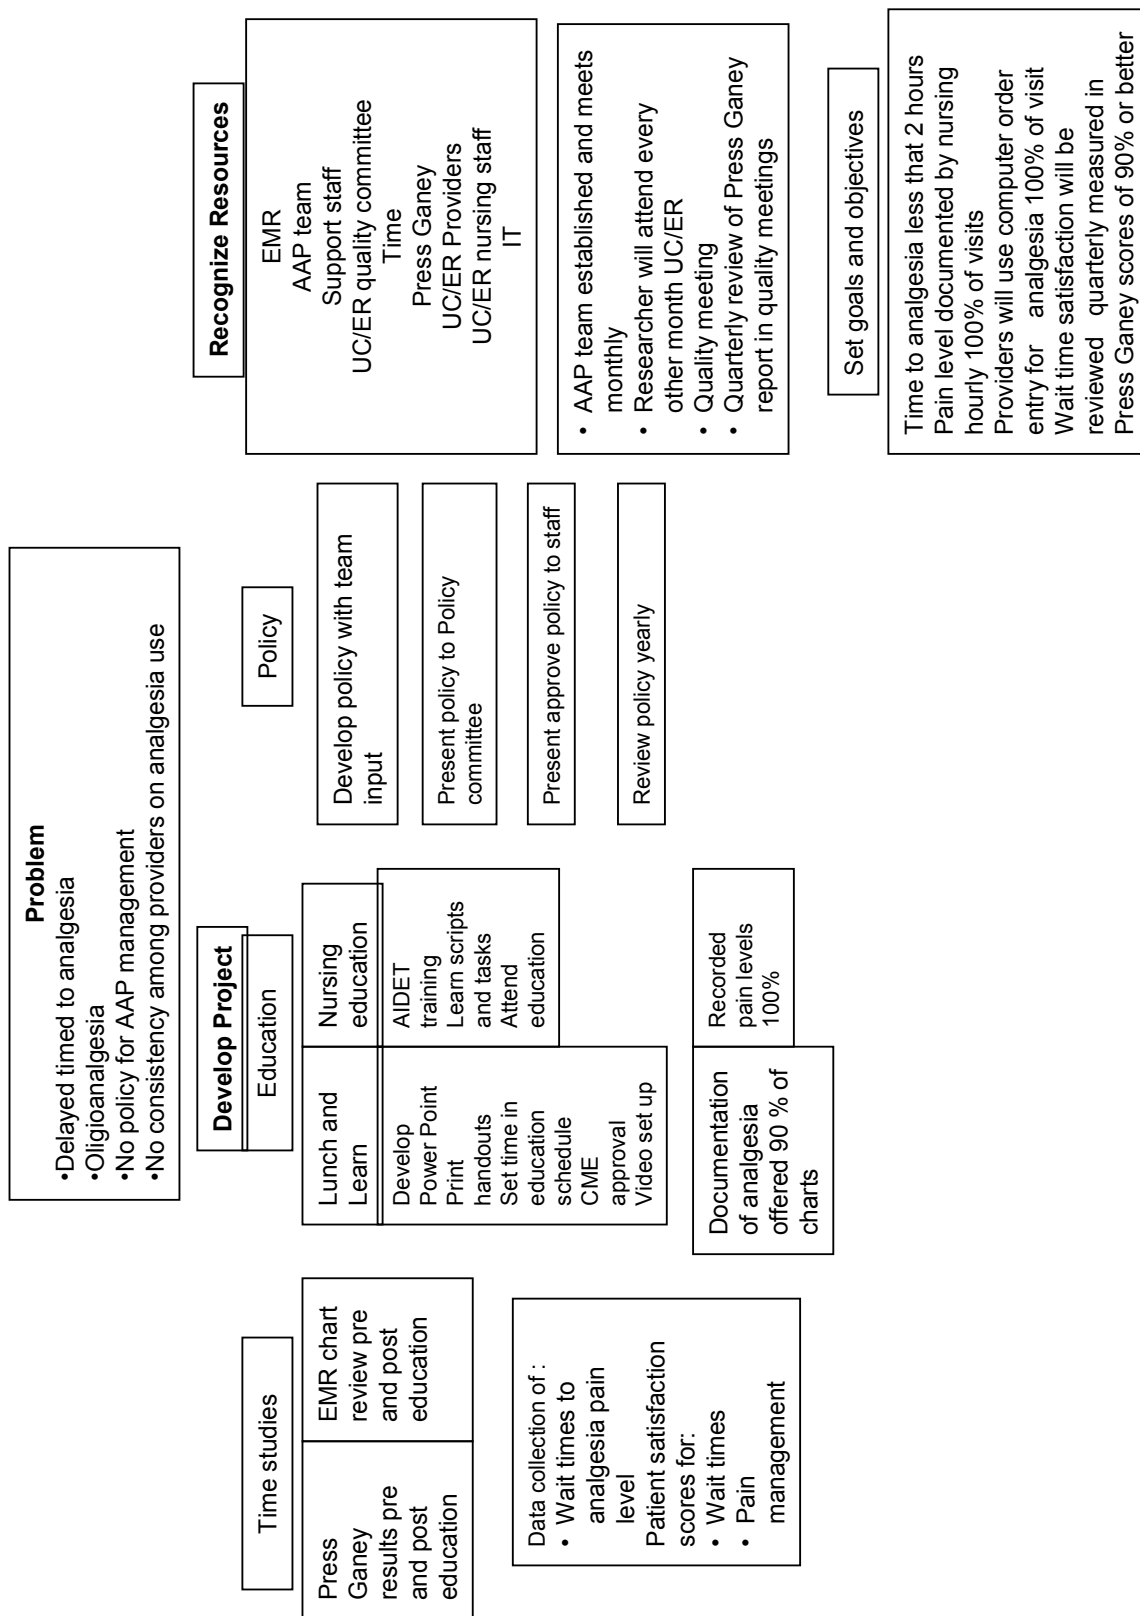 Problem
•Delayed timed to analgesia
•Oligioanalgesia
•No policy for AAP management
•No consistency among providers on analgesia use
Develop Project
Time studies
Press
Ganey
results pre
and post
education
EMR chart
review pre
and post
education
Data collection of :
• Wait times to
analgesia pain
level
Patient satisfaction
scores for:
• Wait times
• Pain
management
Education
Lunch and
Learn
Develop
Power Point
Print
handouts
Set time in
education
schedule
CME
approval
Video set up
Documentation
of analgesia
offered 90 % of
charts
Nursing
education
AIDET
training
Learn scripts
and tasks
Attend
education
Recorded
pain levels
100%
Policy
Develop policy with team
input
Present policy to Policy
committee
Present approve policy to staff
Review policy yearly
Recognize Resources
EMR
AAP team
Support staff
UC/ER quality committee
Time
Press Ganey
UC/ER Providers
UC/ER nursing staff
IT
• AAP team established and meets
monthly
• Researcher will attend every
other month UC/ER
• Quality meeting
• Quarterly review of Press Ganey
report in quality meetings
Set goals and objectives
Time to analgesia less that 2 hours
Pain level documented by nursing
hourly 100% of visits
Providers will use computer order
entry for analgesia 100% of visit
Wait time satisfaction will be
reviewed quarterly measured in
Press Ganey scores of 90% or better